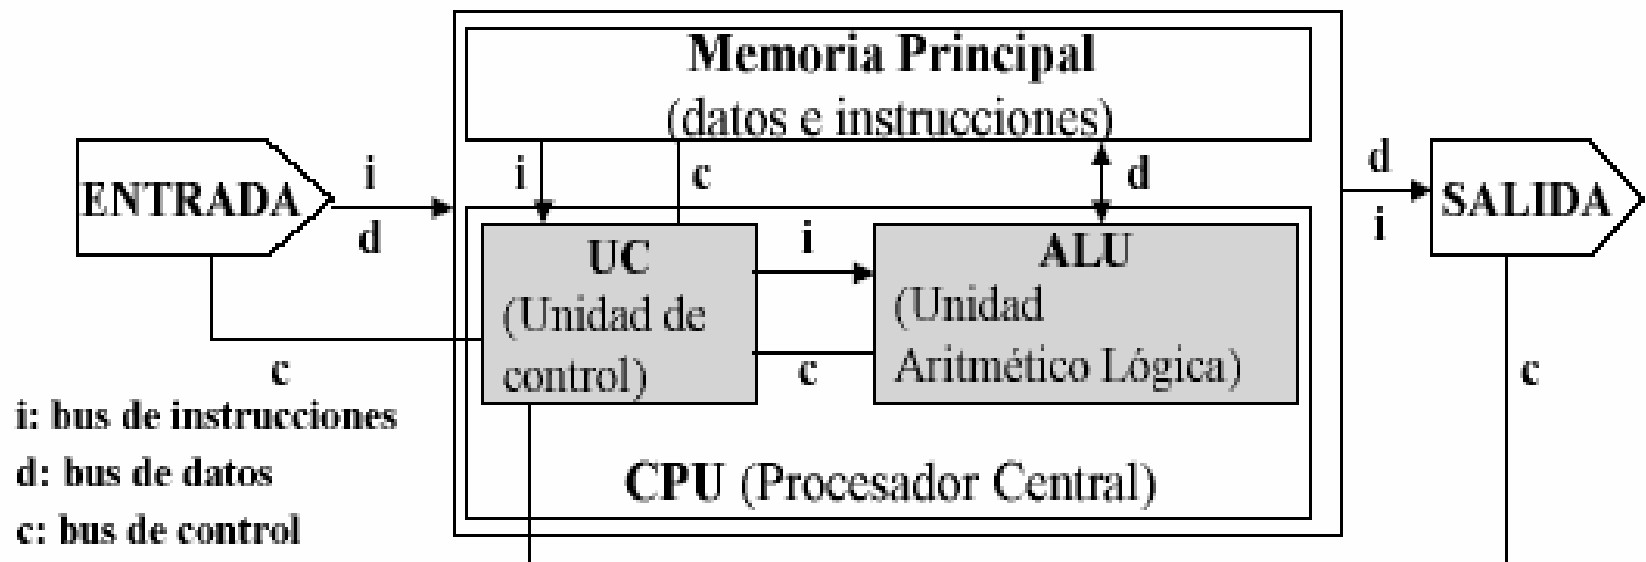 Memoria Principal
(datos e instrucciones)
ENTRADA
i
d
i
c
d
d
i
SALIDA
UC
(Unidad de
control)
i
c
ALU
(Unidad
Aritmético Lógica)
c
c
i: bus de instrucciones
d: bus de datos
c: bus de control
CPU (Procesador Central)